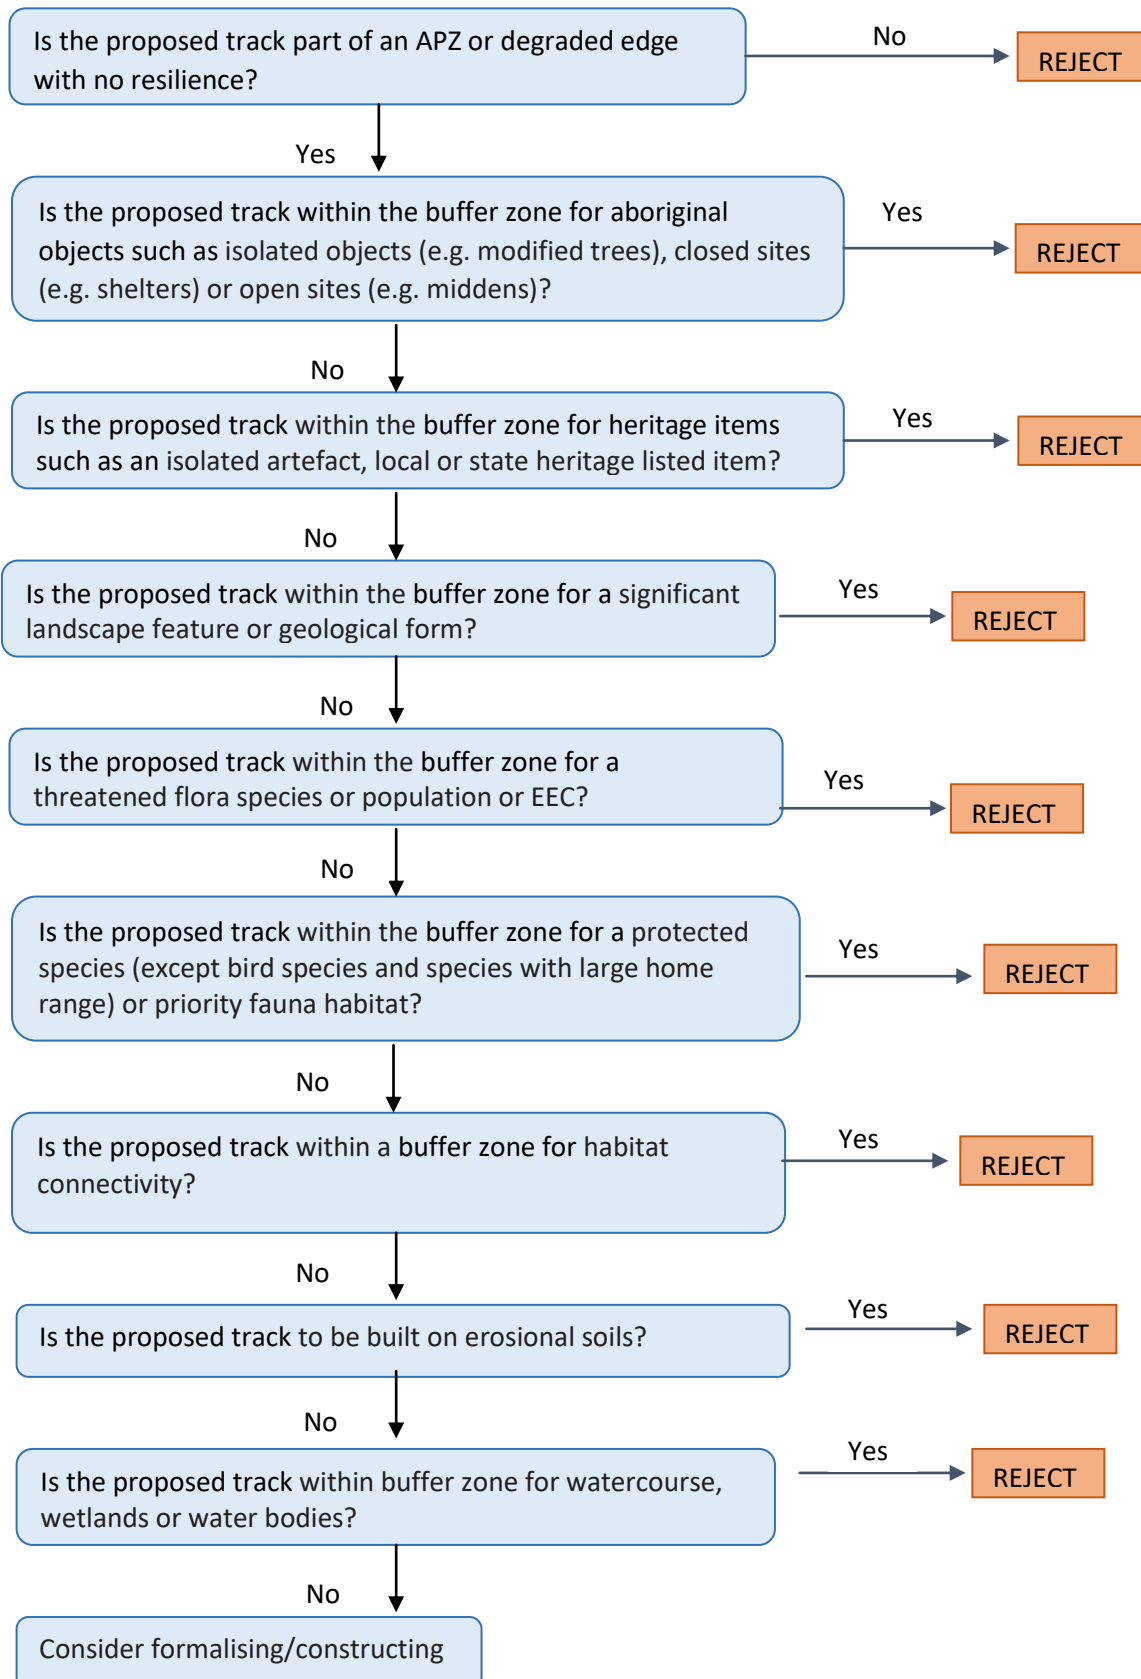 Is the proposed track part of an APZ or degraded edge
with no resilience?
No
REJECT
Yes
Is the proposed track within the buffer zone for aboriginal
objects such as isolated objects (e.g. modified trees), closed sites
(e.g. shelters) or open sites (e.g. middens)?
Yes
REJECT
No
Is the proposed track within the buffer zone for heritage items
such as an isolated artefact, local or state heritage listed item?
Yes
REJECT
No
Is the proposed track within the buffer zone for a significant
landscape feature or geological form?
Yes
REJECT
No
Is the proposed track within the buffer zone for a
threatened flora species or population or EEC?
Yes
REJECT
No
Is the proposed track within the buffer zone for a protected
species (except bird species and species with large home
range) or priority fauna habitat?
Yes
REJECT
No
Is the proposed track within a buffer zone for habitat
connectivity?
Yes
REJECT
No
Is the proposed track to be built on erosional soils?
Yes
REJECT
No
Is the proposed track within buffer zone for watercourse,
wetlands or water bodies?
Yes
REJECT
No
Consider formalising/constructing